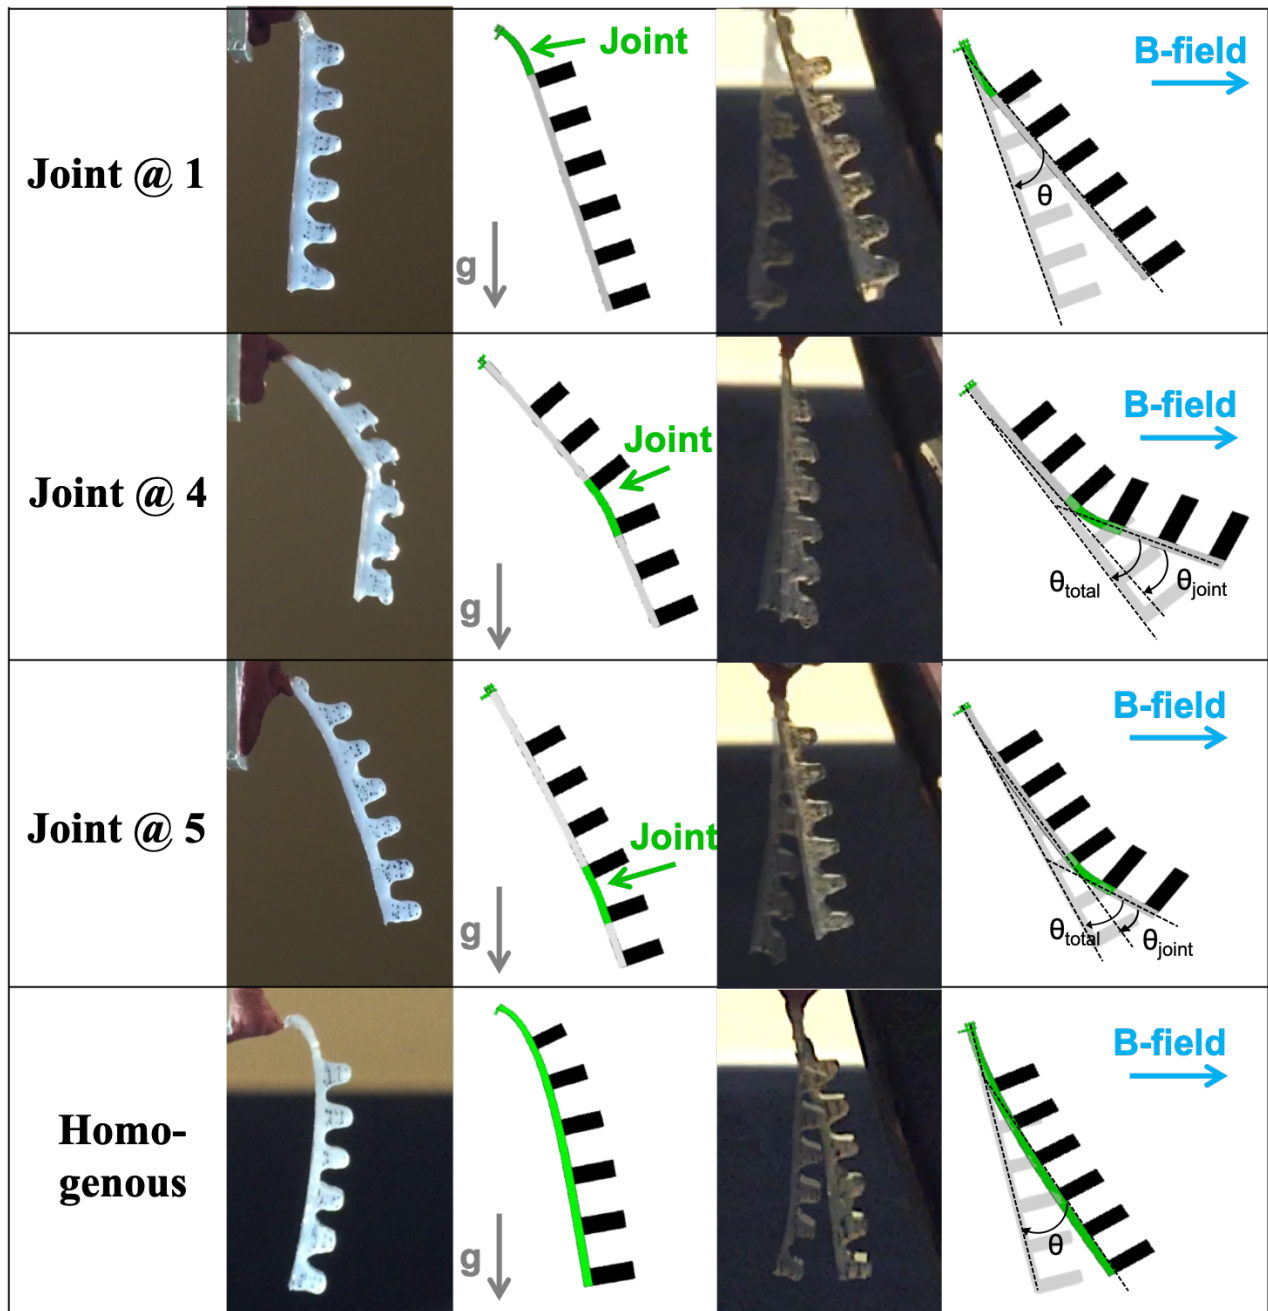 Joint @ 1
Joint
g
B-field
θ
Joint @ 4
Joint
g
B-field
θtotal
θjoint
Joint @ 5
Joint
g
B-field
θtotal
θjoint
Homo-
genous
g
B-field
θ